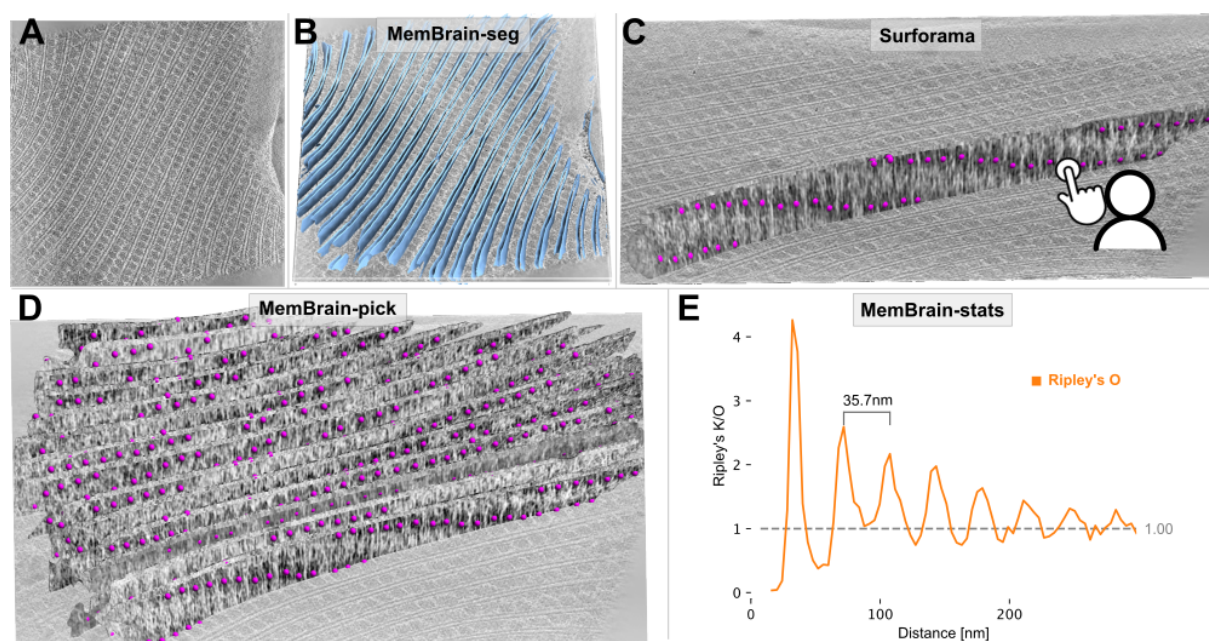 A
B
MemBrain-seg
C
Surforama
D
MemBrain-pick
E
MemBrain-stats
Ripley's O
35.7nm
Ripley's K/O
4
3
2
1
0
1.00
0
100
200
Distance [nm]